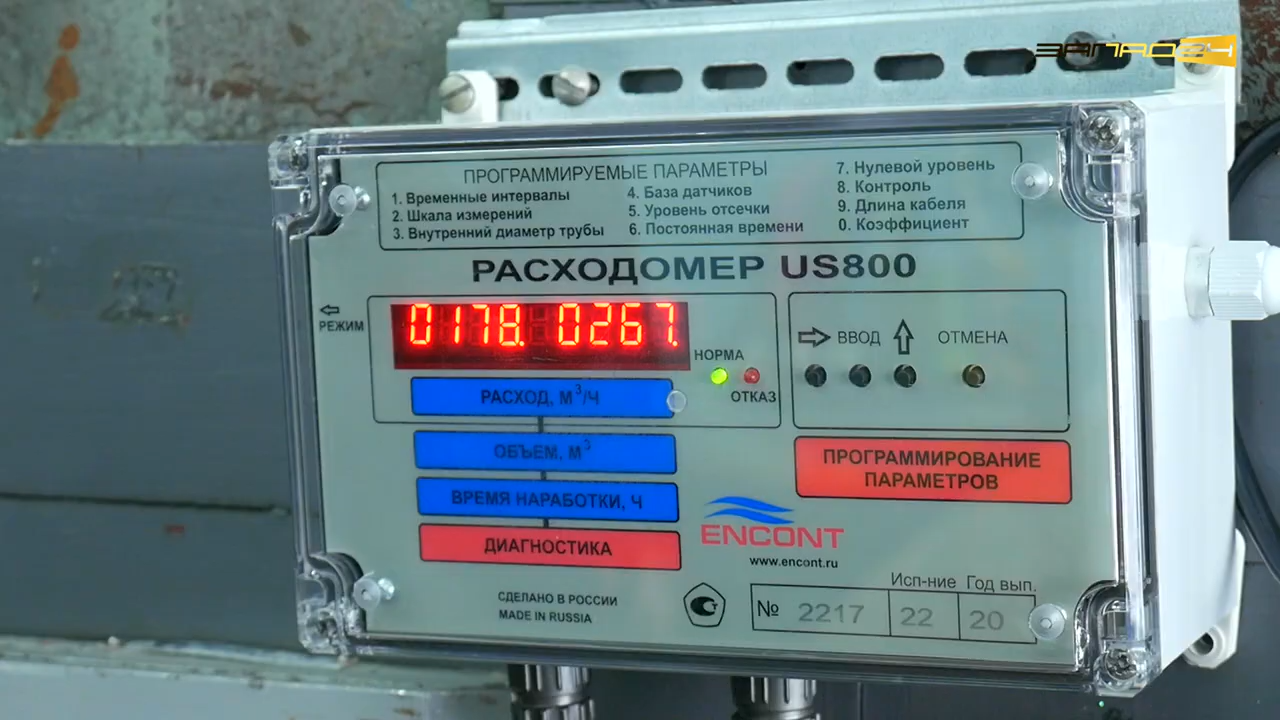 ЗАПАD24
ПРОГРАММИРУЕМЫЕ ПАРАМЕТРЫ
1. Временные интервалы
2. Шкала измерений
3. Внутренний диаметр трубы
4. База датчиков
5. Уровень отсечки
6. Постоянная времени
7. Нулевой уровень
8. Контроль
9. Длина кабеля
0. Коэффициент
РАСХОДОМЕР US800
РЕЖИМ
0178. 0267.
НОРМА
ОТКАЗ
РАСХОД, М³/Ч
ОБЪЕМ, М³
ВРЕМЯ НАРАБОТКИ, Ч
ДИАГНОСТИКА
ВВОД
ОТМЕНА
ПРОГРАММИРОВАНИЕ
ПАРАМЕТРОВ
ENCONT
www.encont.ru
СДЕЛАНО В РОССИИ
MADE IN RUSSIA
Исп-ние Год вып.
№ 2217 22 20